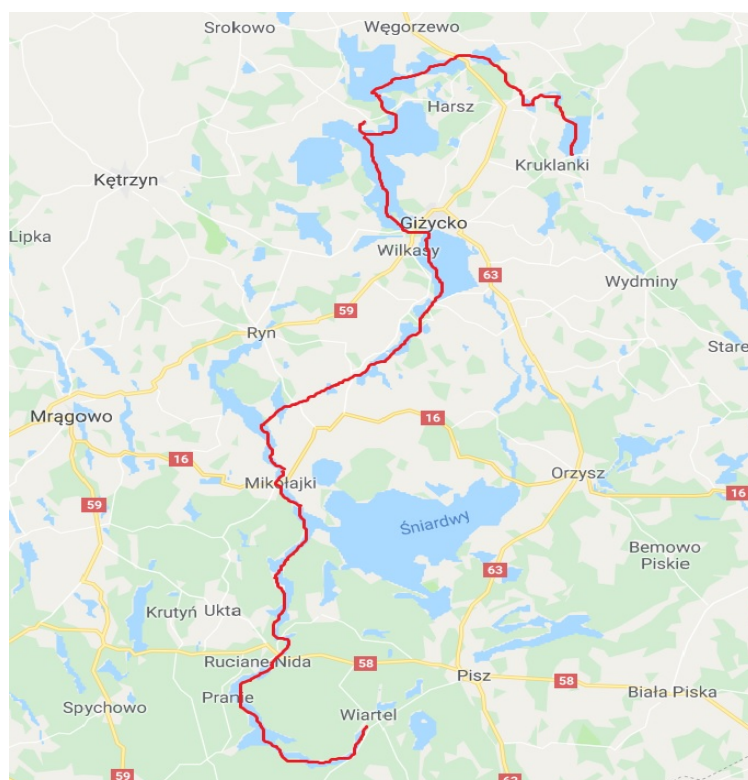 Srokowo
Węgorzewo
Harsz
Kruklanki
Kętrzyn
Giżycko
Lipka
Wilkasy
63
Wydminy
59
Ryn
Stare
Mrągowo
16
16
Orzysz
Mikołajki
59
16
Śniardwy
Bemowo
Piskie
63
Krutyń
Ukta
Ruciane Nida
58
Pisz
58
Pranie
Biała Piska
Spychowo
Wiartel
59
58
63